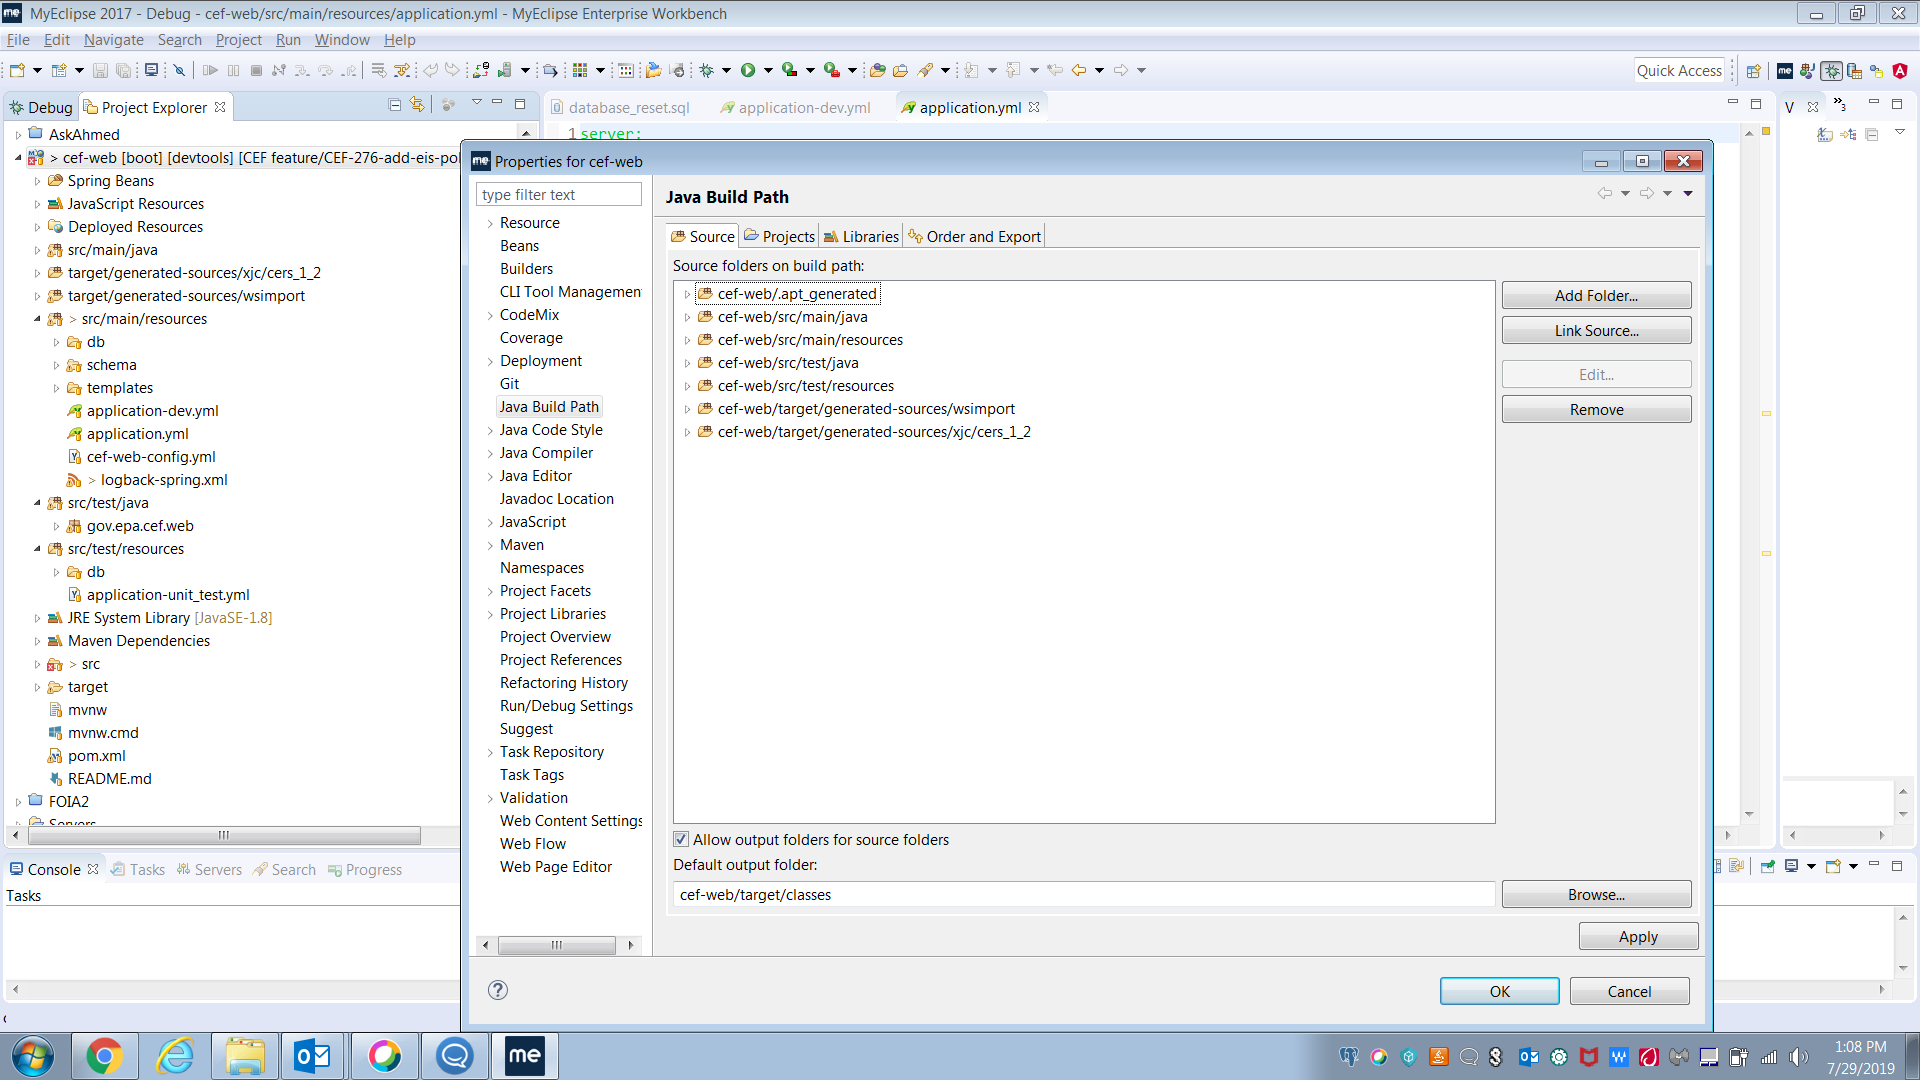 MyEclipse 2017 - Debug - cef-web/src/main/resources/application.yml - MyEclipse Enterprise Workbench
File Edit Navigate Search Project Run Window Help
Quick Access
Debug Project Explorer
database_reset.sql application-dev.yml application.yml
V
AskAhmed
1 server:
> cef-web [boot] [devtools] [CEF feature/CEF-276-add-eis-pol
Spring Beans
JavaScript Resources
Deployed Resources
src/main/java
target/generated-sources/xjc/cers_1_2
target/generated-sources/wsimport
> src/main/resources
db
schema
templates
application-dev.yml
application.yml
cef-web-config.yml
> logback-spring.xml
src/test/java
gov.epa.cef.web
src/test/resources
db
application-unit_test.yml
JRE System Library [JavaSE-1.8]
Maven Dependencies
> src
target
mvnw
mvnw.cmd
pom.xml
README.md
FOIA2
Servers
Properties for cef-web
type filter text
Resource
Beans
Builders
CLI Tool Managemen
CodeMix
Coverage
Deployment
Git
Java Build Path
Java Code Style
Java Compiler
Java Editor
Javadoc Location
JavaScript
Maven
Namespaces
Project Facets
Project Libraries
Project Overview
Project References
Refactoring History
Run/Debug Settings
Suggest
Task Repository
Task Tags
Validation
Web Content Settings
Web Flow
Web Page Editor
Java Build Path
Source Projects Libraries Order and Export
Source folders on build path:
cef-web/.apt_generated
cef-web/src/main/java
cef-web/src/main/resources
cef-web/src/test/java
cef-web/src/test/resources
cef-web/target/generated-sources/wsimport
cef-web/target/generated-sources/xjc/cers_1_2
Add Folder...
Link Source...
Edit...
Remove
Allow output folders for source folders
Default output folder:
cef-web/target/classes
Browse...
Apply
OK Cancel
Console Tasks Servers Search Progress
Tasks
me
1:08 PM
7/29/2019